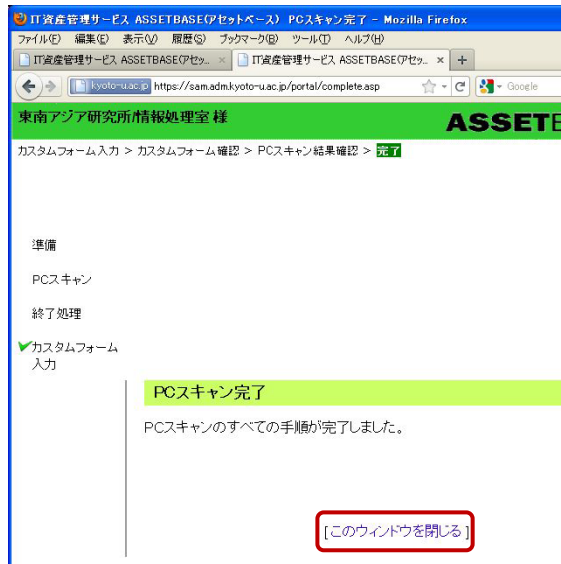 IT資産管理サービス ASSETBASE(アセットベース) PCスキャン完了 - Mozilla Firefox
ファイル(F) 編集(E) 表示(V) 履歴(S) ブックマーク(B) ツール(T) ヘルプ(H)
IT資産管理サービス ASSETBASE(アセッ... × IT資産管理サービス ASSETBASE(アセッ... × +
kyoto-u.ac.jp https://sam.adm.kyoto-u.ac.jp/portal/complete.asp Google
東南アジア研究所/情報処理室 様 ASSETB
カスタムフォーム入力 > カスタムフォーム確認 > PCスキャン結果確認 > 完了
準備
PCスキャン
終了処理
カスタムフォーム
入力
PCスキャン完了
PCスキャンのすべての手順が完了しました。
[このウィンドウを閉じる]